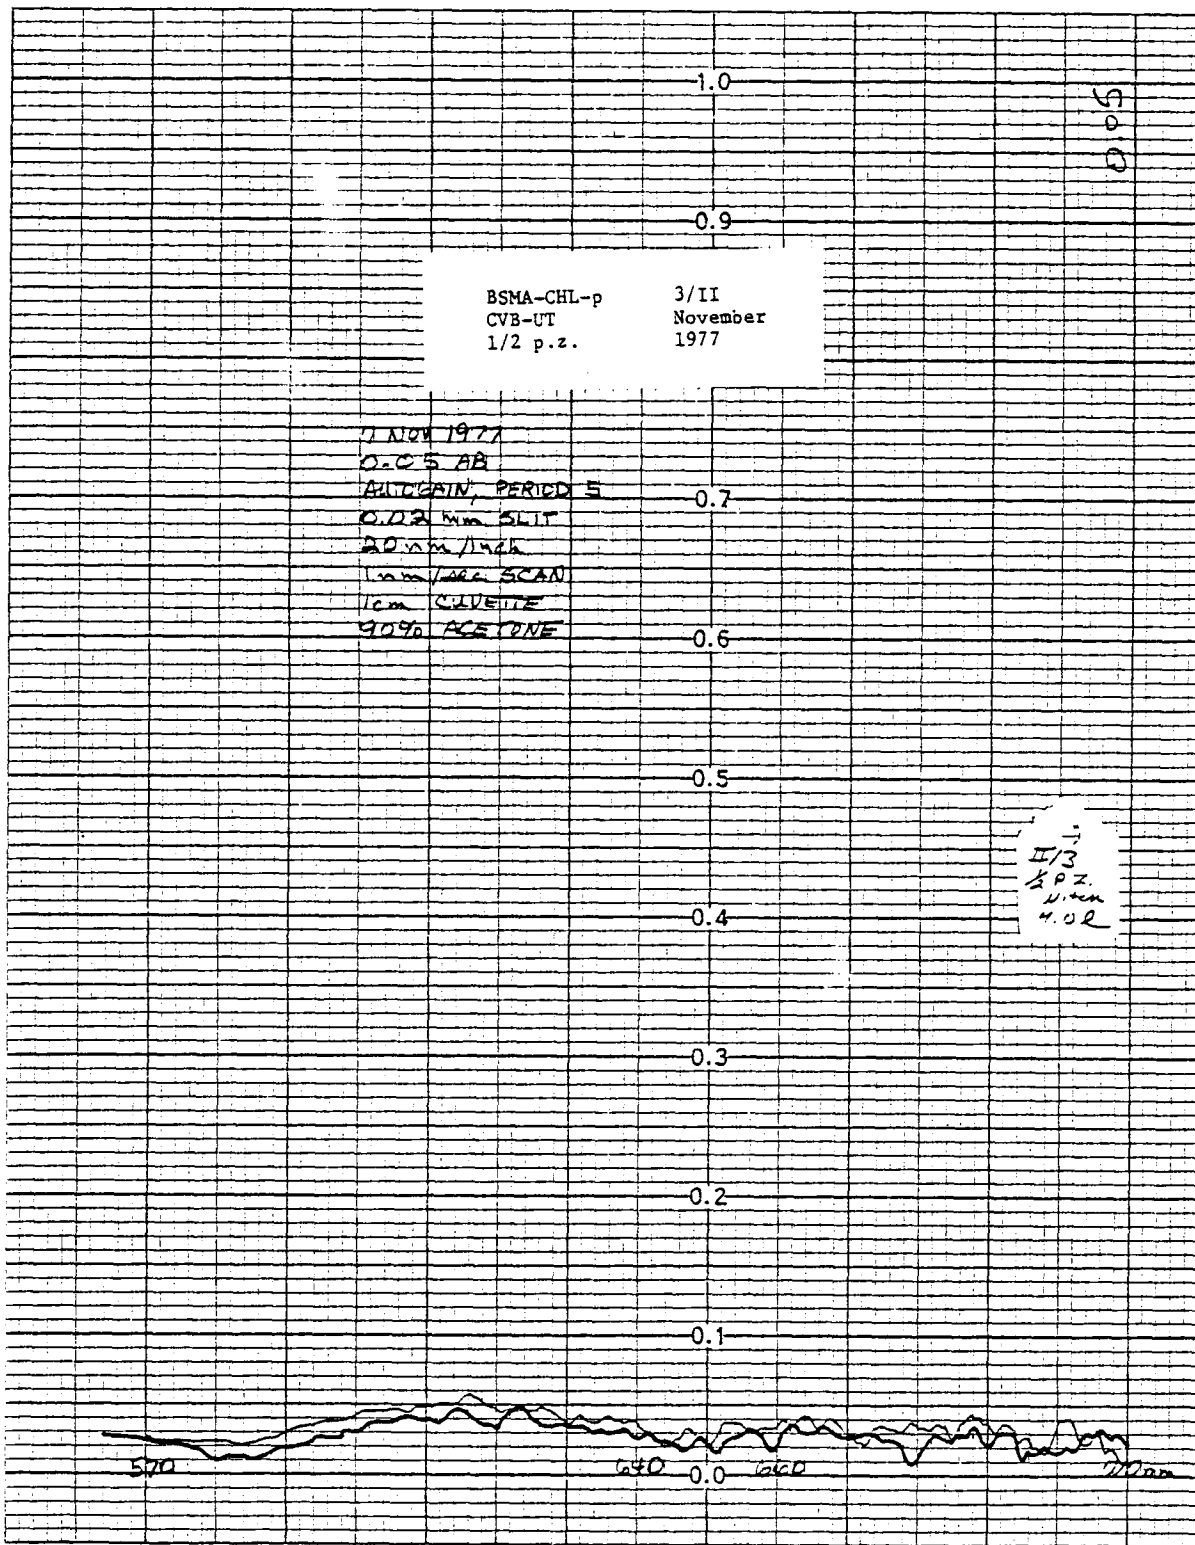 1.0
0.05
0.9
BSMA-CHL-p 3/II
CVB-UT November
1/2 p.z. 1977
7 NOV 1977
0.05 AB
AUTOGAIN, PERIOD 5
0.7
0.02 mm SLIT
20 nm/inch
1 nm/sec SCAN
1cm CUVETTE
90% ACETONE
0.6
0.5
II/3
1/2 P.Z.
4.0 l
0.4
0.3
0.2
0.1
570 640 0.0 660 700 nm